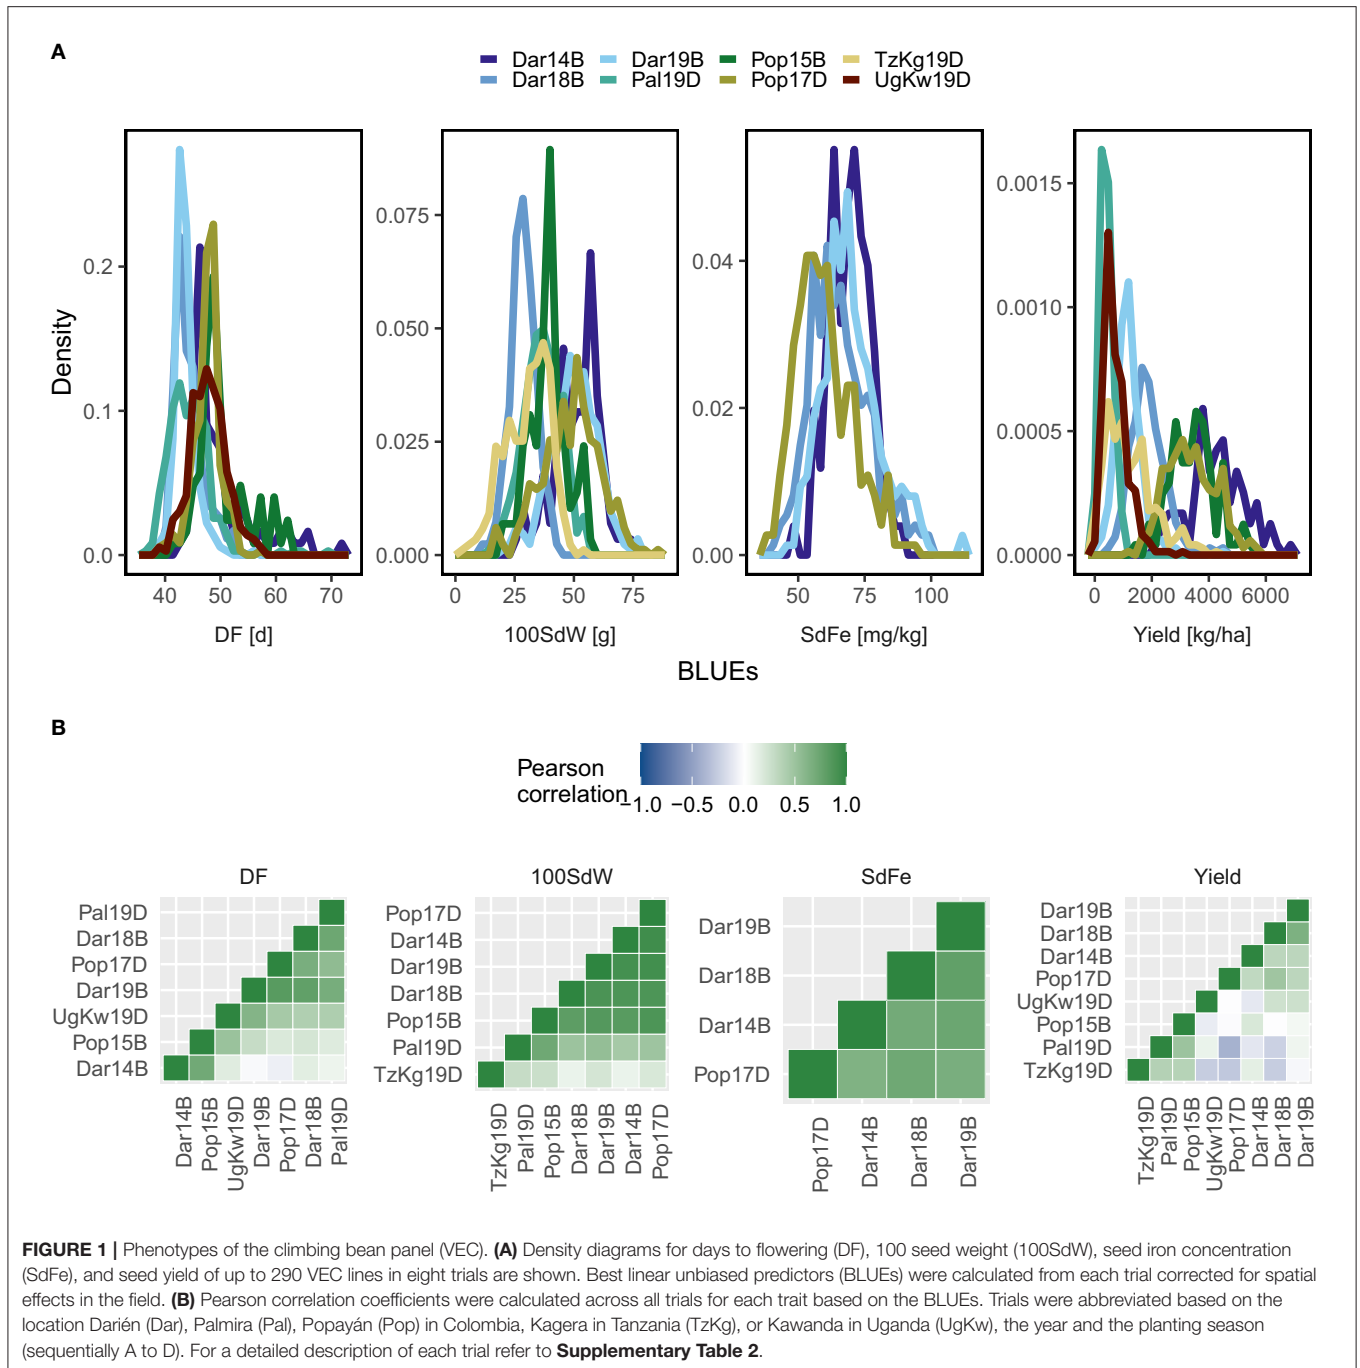 A
Dar14B Dar19B Pop15B TzKg19D
Dar18B Pal19D Pop17D UgKw19D
Density
0.2
0.1
0.0
40 50 60 70
DF [d]
0.075
0.050
0.025
0.000
0 25 50 75
100SdW [g]
0.04
0.02
0.00
50 75 100
SdFe [mg/kg]
0.0015
0.0010
0.0005
0.0000
0 2000 4000 6000
Yield [kg/ha]
BLUEs
B
Pearson
correlation
−1.0 −0.5 0.0 0.5 1.0
DF
Pal19D
Dar18B
Pop17D
Dar19B
UgKw19D
Pop15B
Dar14B
Dar14B
Pop15B
UgKw19D
Dar19B
Pop17D
Dar18B
Pal19D
100SdW
Pop17D
Dar14B
Dar19B
Dar18B
Pop15B
Pal19D
TzKg19D
TzKg19D
Pal19D
Pop15B
Dar18B
Dar19B
Dar14B
Pop17D
SdFe
Dar19B
Dar18B
Dar14B
Pop17D
Pop17D
Dar14B
Dar18B
Dar19B
Yield
Dar19B
Dar18B
Dar14B
Pop17D
UgKw19D
Pop15B
Pal19D
TzKg19D
TzKg19D
Pal19D
Pop15B
UgKw19D
Pop17D
Dar14B
Dar18B
Dar19B
FIGURE 1 | Phenotypes of the climbing bean panel (VEC). (A) Density diagrams for days to flowering (DF), 100 seed weight (100SdW), seed iron concentration
(SdFe), and seed yield of up to 290 VEC lines in eight trials are shown. Best linear unbiased predictors (BLUEs) were calculated from each trial corrected for spatial
effects in the field. (B) Pearson correlation coefficients were calculated across all trials for each trait based on the BLUEs. Trials were abbreviated based on the
location Darién (Dar), Palmira (Pal), Popayán (Pop) in Colombia, Kagera in Tanzania (TzKg), or Kawanda in Uganda (UgKw), the year and the planting season
(sequentially A to D). For a detailed description of each trial refer to Supplementary Table 2.